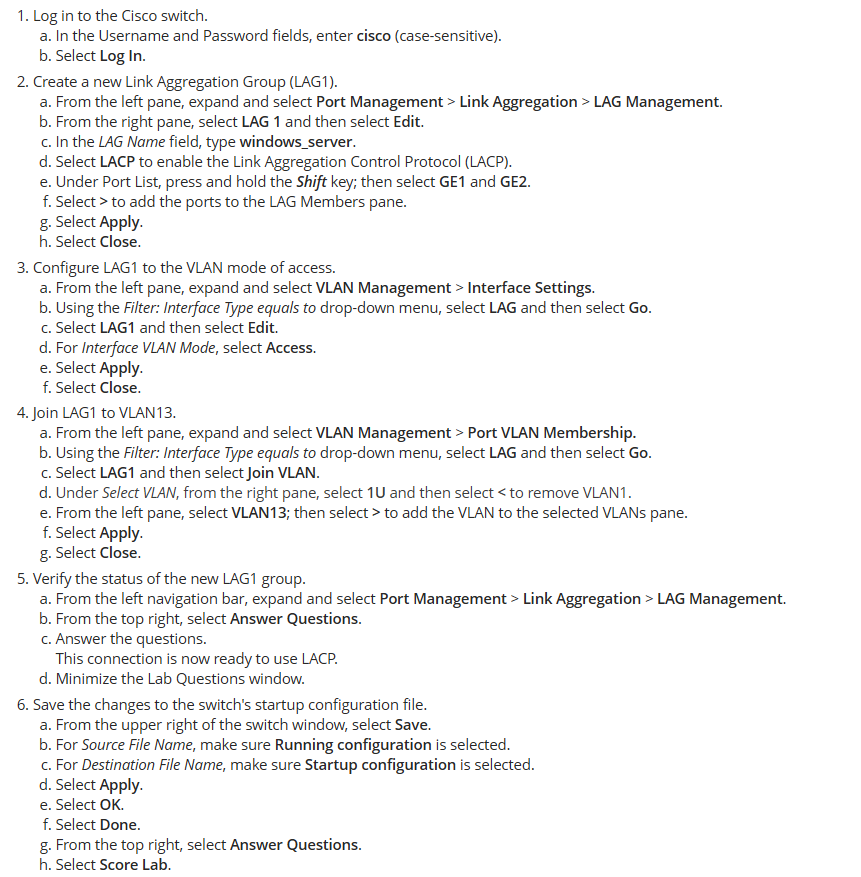 1. Log in to the Cisco switch.
a. In the Username and Password fields, enter cisco (case-sensitive).
b. Select Log In.
2. Create a new Link Aggregation Group (LAG1).
a. From the left pane, expand and select Port Management > Link Aggregation > LAG Management.
b. From the right pane, select LAG 1 and then select Edit.
c. In the LAG Name field, type windows_server.
d. Select LACP to enable the Link Aggregation Control Protocol (LACP).
e. Under Port List, press and hold the Shift key; then select GE1 and GE2.
f. Select > to add the ports to the LAG Members pane.
g. Select Apply.
h. Select Close.
3. Configure LAG1 to the VLAN mode of access.
a. From the left pane, expand and select VLAN Management > Interface Settings.
b. Using the Filter: Interface Type equals to drop-down menu, select LAG and then select Go.
c. Select LAG1 and then select Edit.
d. For Interface VLAN Mode, select Access.
e. Select Apply.
f. Select Close.
4. Join LAG1 to VLAN13.
a. From the left pane, expand and select VLAN Management > Port VLAN Membership.
b. Using the Filter: Interface Type equals to drop-down menu, select LAG and then select Go.
c. Select LAG1 and then select Join VLAN.
d. Under Select VLAN, from the right pane, select 1U and then select < to remove VLAN1.
e. From the left pane, select VLAN13; then select > to add the VLAN to the selected VLANs pane.
f. Select Apply.
g. Select Close.
5. Verify the status of the new LAG1 group.
a. From the left navigation bar, expand and select Port Management > Link Aggregation > LAG Management.
b. From the top right, select Answer Questions.
c. Answer the questions.
This connection is now ready to use LACP.
d. Minimize the Lab Questions window.
6. Save the changes to the switch's startup configuration file.
a. From the upper right of the switch window, select Save.
b. For Source File Name, make sure Running configuration is selected.
c. For Destination File Name, make sure Startup configuration is selected.
d. Select Apply.
e. Select OK.
f. Select Done.
g. From the top right, select Answer Questions.
h. Select Score Lab.